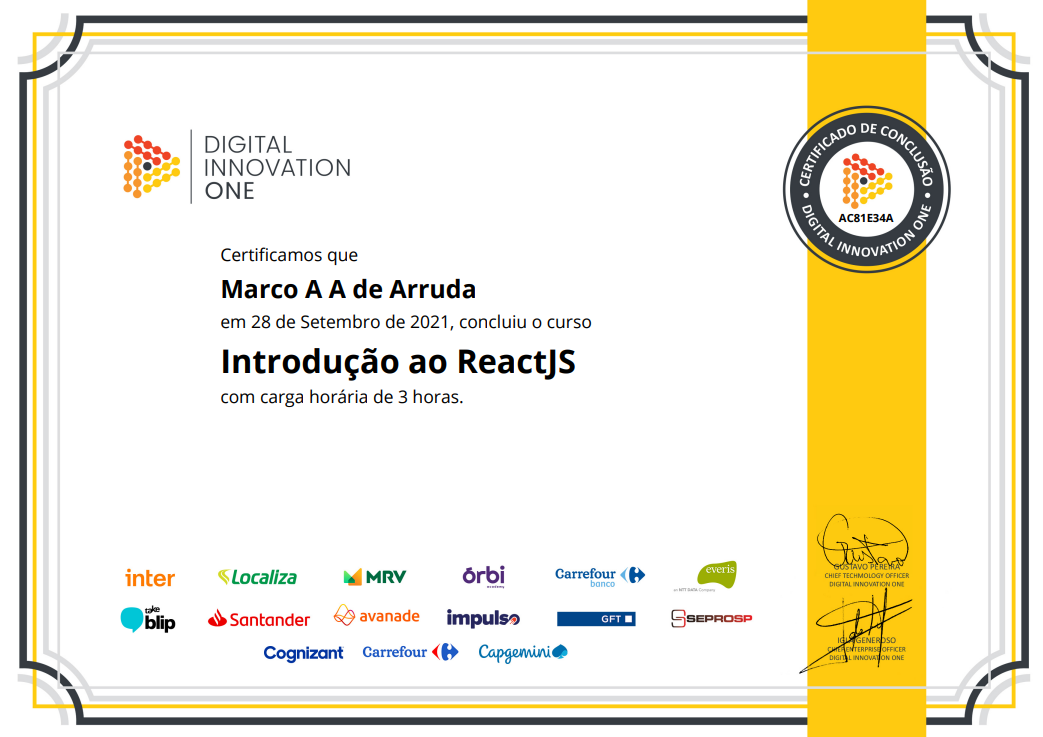 DIGITAL
INNOVATION
ONE
CERTIFICADO DE CONCLUSÃO
AC81E34A
DIGITAL INNOVATION ONE
Certificamos que
Marco A A de Arruda
em 28 de Setembro de 2021, concluiu o curso
Introdução ao ReactJS
com carga horária de 3 horas.
inter
Localiza
MRV
órbi
academy
Carrefour
banco
everis
an NTT DATA Company
take
blip
Santander
avanade
impulso
GFT
SEPROSP
Cognizant
Carrefour
Capgemini
GUSTAVO PEREIRA
CHIEF TECHMOLOGY OFFICER
DIGITAL INNOVATION ONE
GENEROSO
CHIEF ENTERPRISE OFFICER
DIGITAL INNOVATION ONE